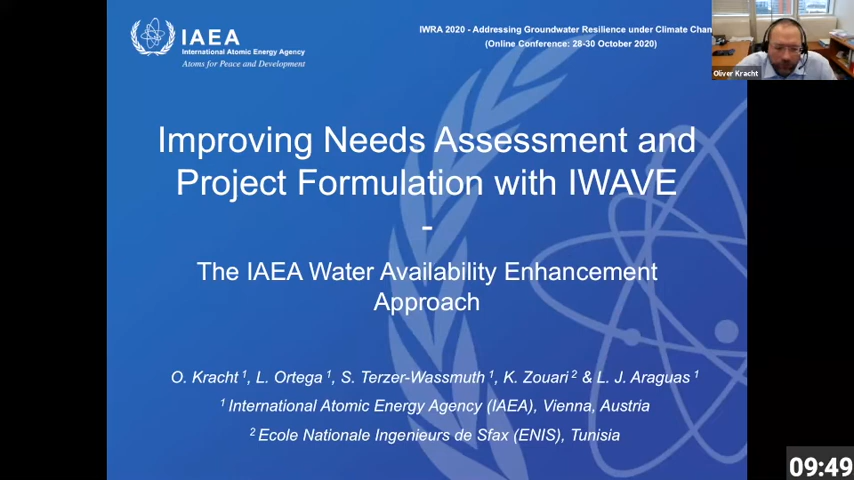 IAEA
International Atomic Energy Agency
Atoms for Peace and Development
IWRA 2020 - Addressing Groundwater Resilience under Climate Chan
(Online Conference: 28-30 October 2020)
Oliver Kracht
Improving Needs Assessment and
Project Formulation with IWAVE
-
The IAEA Water Availability Enhancement
Approach
O. Kracht ¹, L. Ortega ¹, S. Terzer-Wassmuth ¹, K. Zouari ² & L. J. Araguas ¹
¹ International Atomic Energy Agency (IAEA), Vienna, Austria
² Ecole Nationale Ingenieurs de Sfax (ENIS), Tunisia
09:49